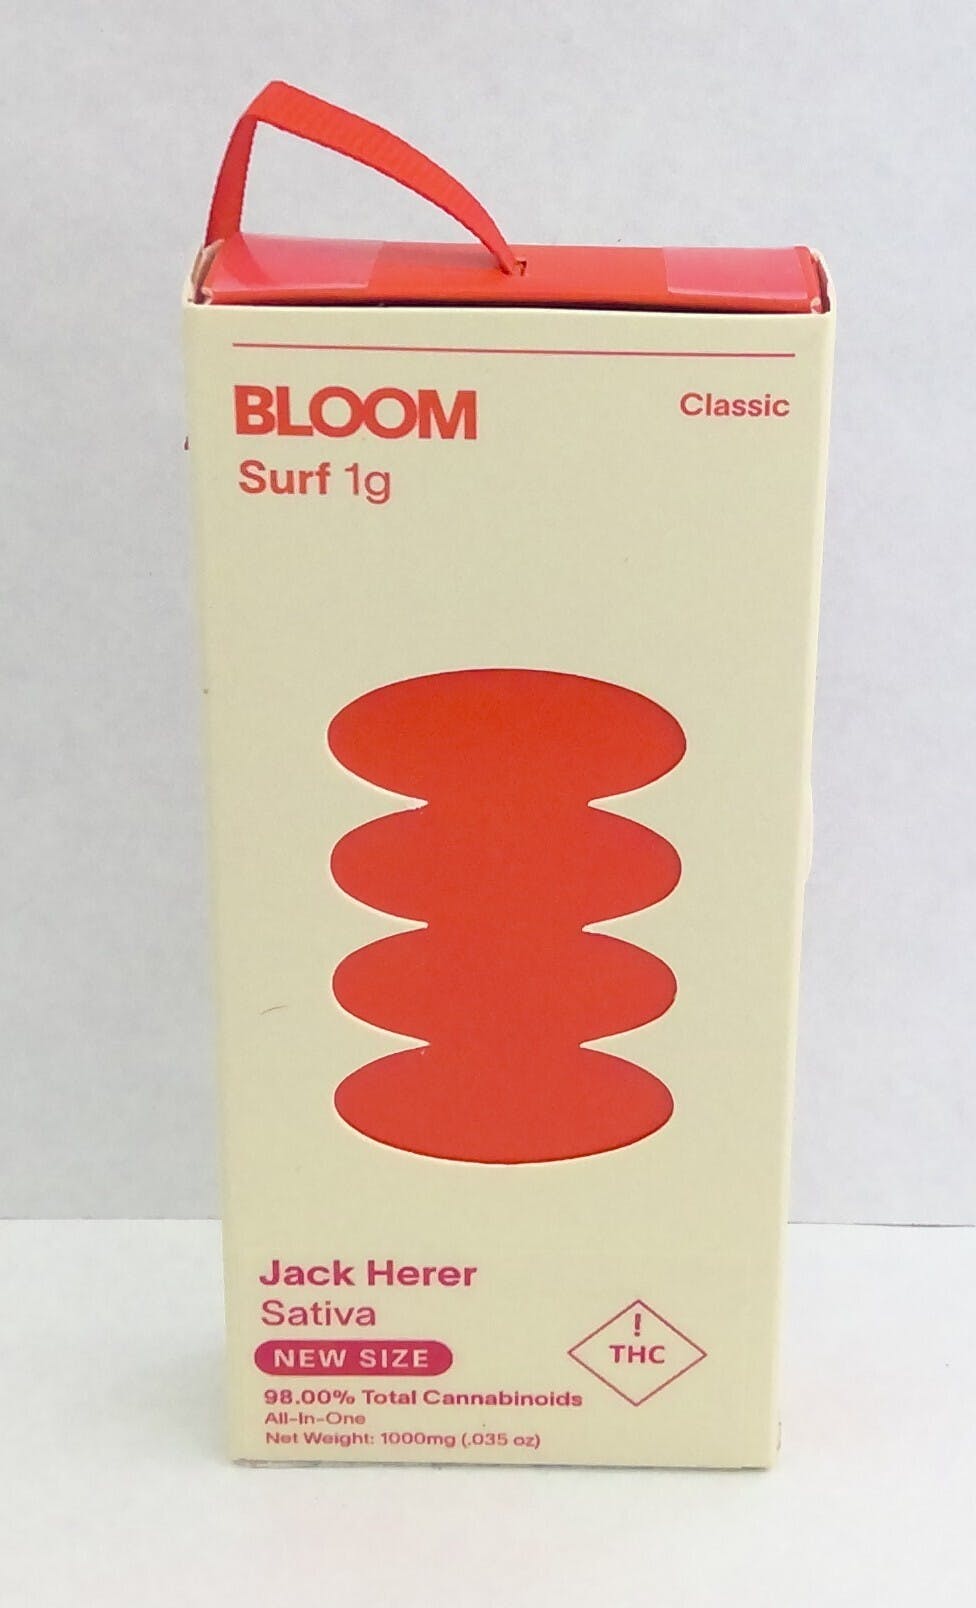 BLOOM
Classic
Surf 1g
Jack Herer
Sativa
NEW SIZE
98.00% Total Cannabinoids
All-In-One
Net Weight: 1000mg (.035 oz)
!
THC